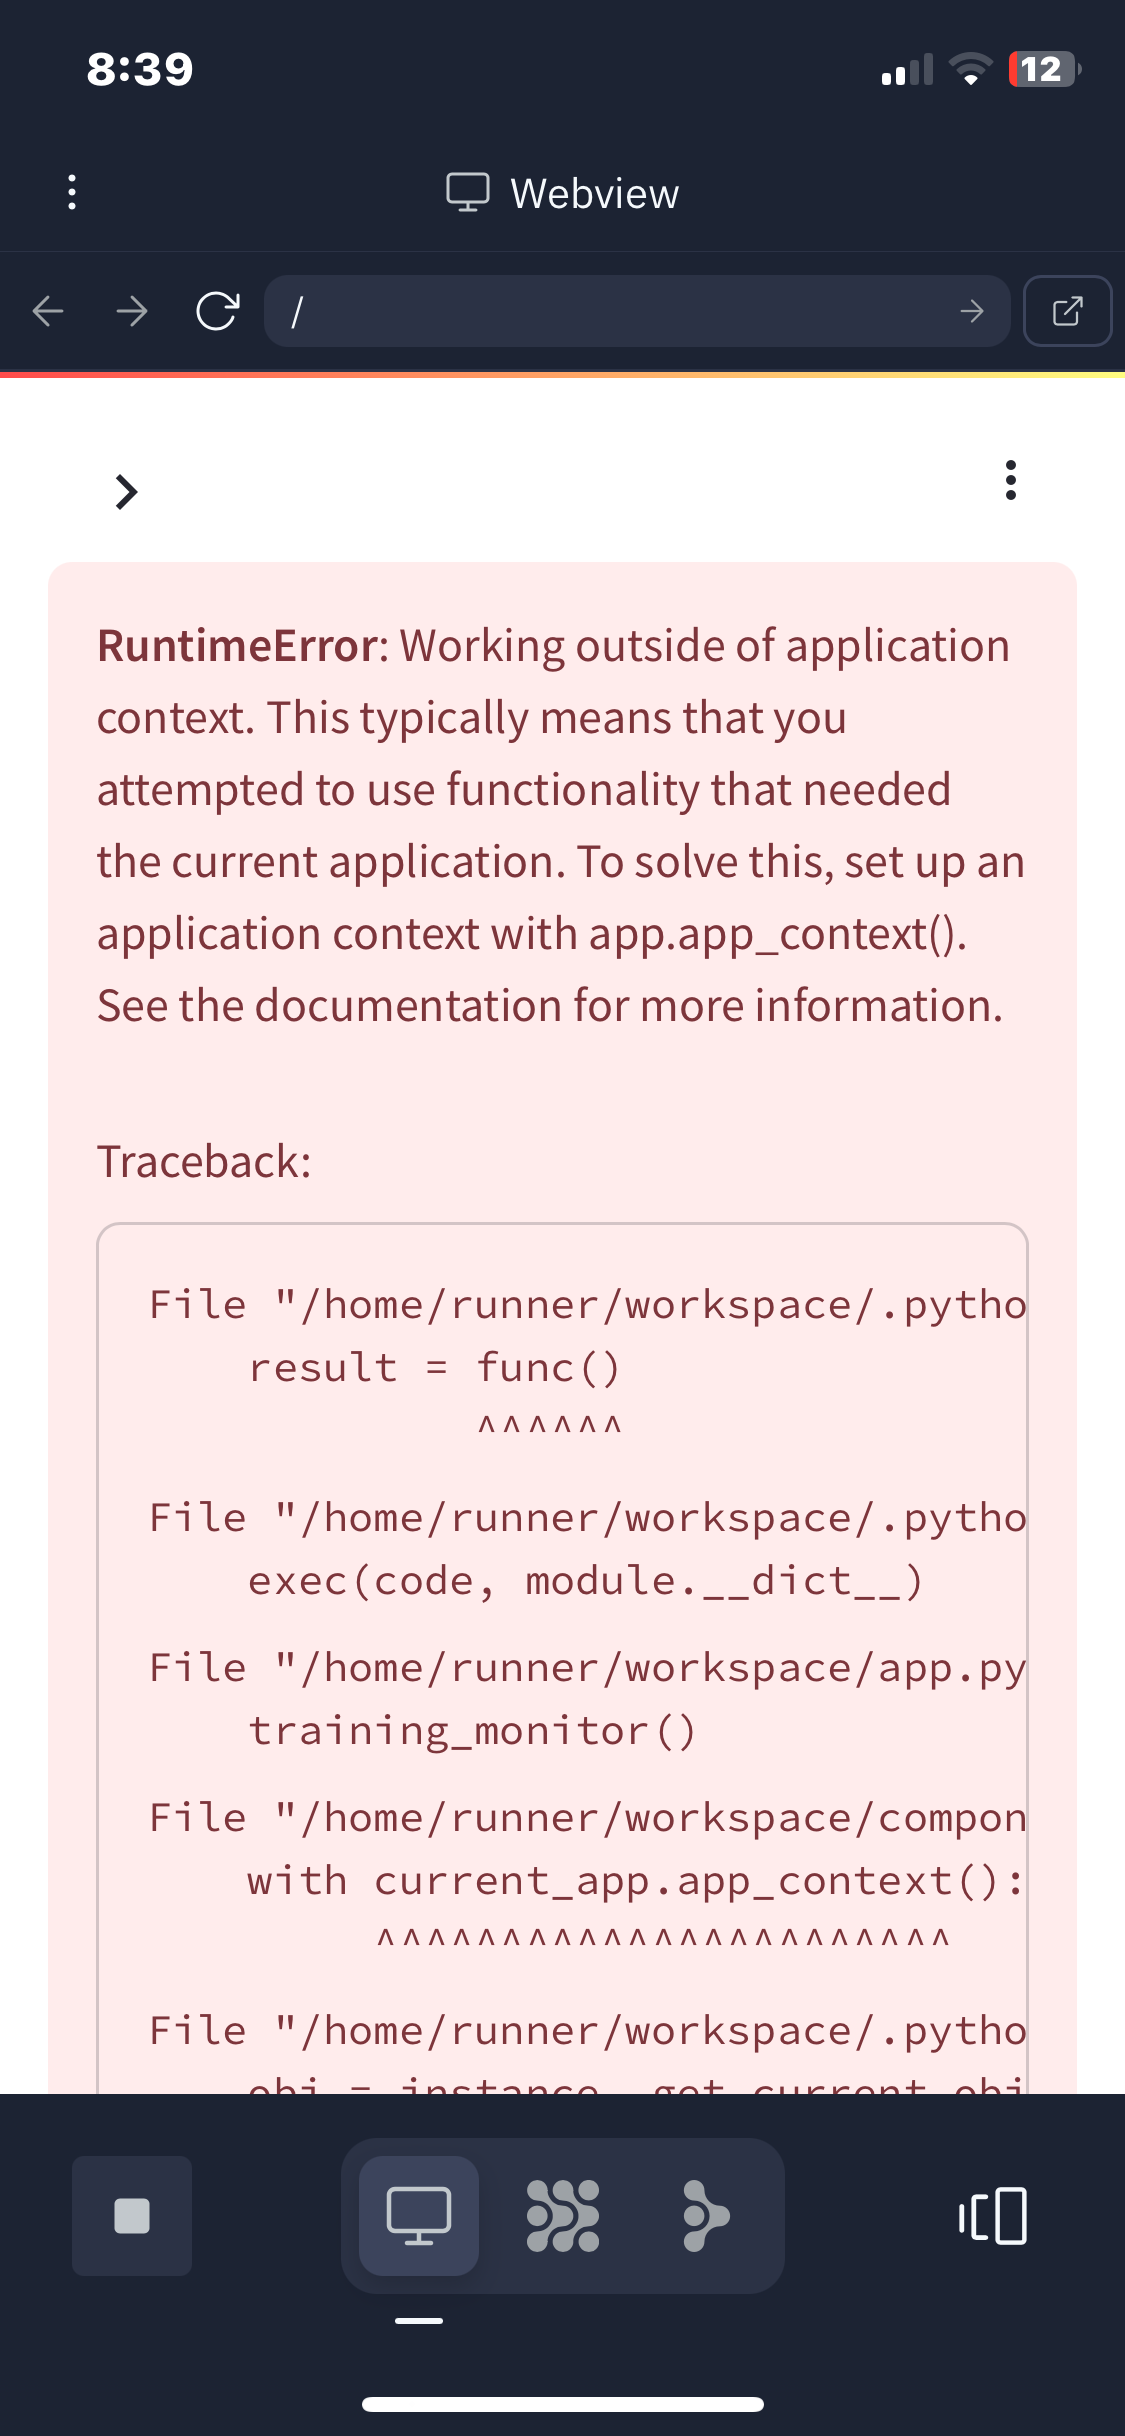 8:39
12
Webview
/
RuntimeError: Working outside of application
context. This typically means that you
attempted to use functionality that needed
the current application. To solve this, set up an
application context with app.app_context().
See the documentation for more information.
Traceback:
File "/home/runner/workspace/.pytho
result = func()
^^^^^^
File "/home/runner/workspace/.pytho
exec(code, module.__dict__)
File "/home/runner/workspace/app.py
training_monitor()
File "/home/runner/workspace/compon
with current_app.app_context():
^^^^^^^^^^^^^^^^^^^^^^^
File "/home/runner/workspace/.pytho
obj = instance._get_current_obj